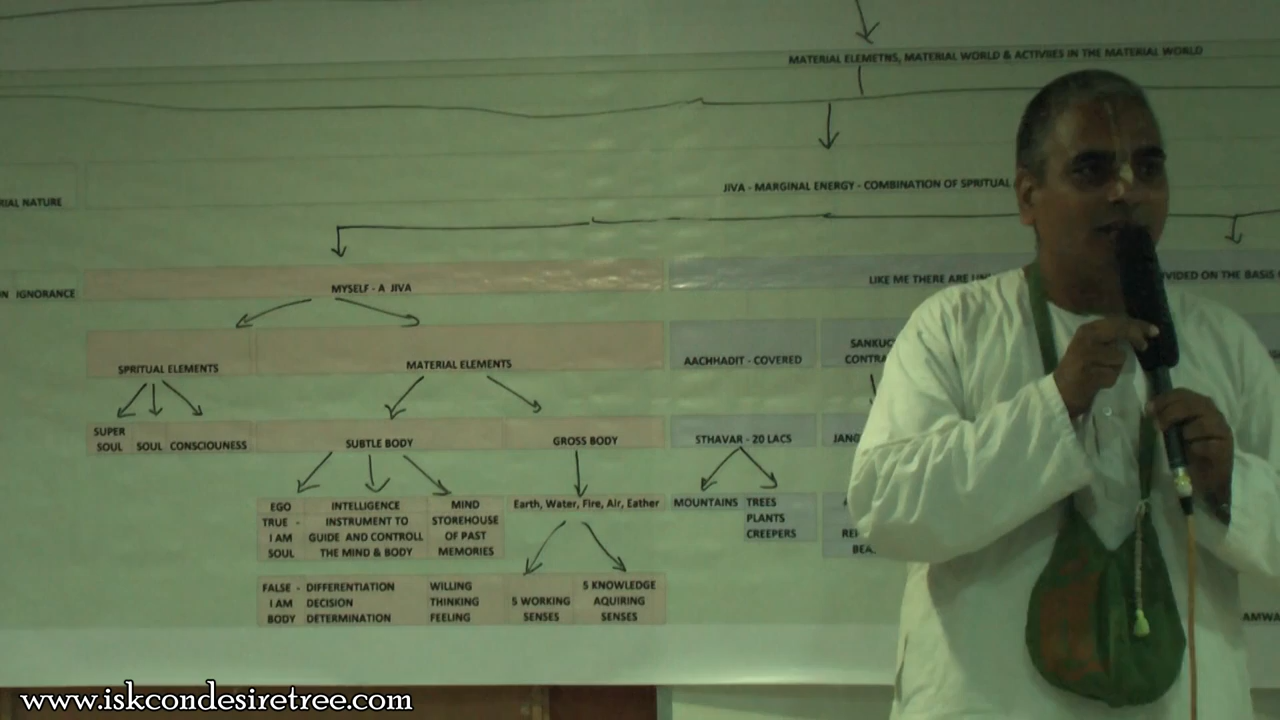 MATERIAL ELEMETNS, MATERIAL WORLD & ACTIVIRES IN THE MATERIAL WORLD
JIVA - MARGINAL ENERGY - COMBINATION OF SPRITUAL
NATURE
IGNORANCE
MYSELF - A JIVA
LIKE ME THERE ARE
ON THE BASIS
SPRITUAL ELEMENTS
MATERIAL ELEMENTS
AACHHADIT - COVERED
SUPER SOUL
SOUL
CONSCIOUNESS
SUBTLE BODY
GROSS BODY
STHAVAR - 20 LACS
EGO
TRUE -
I AM
SOUL
INTELLIGENCE
INSTRUMENT TO
GUIDE AND CONTROLL
THE MIND & BODY
MIND
STOREHOUSE
OF PAST
MEMORIES
Earth, Water, Fire, Air, Eather
MOUNTAINS
TREES
PLANTS
CREEPERS
FALSE -
I AM
BODY
DIFFERENTIATION
DECISION
DETERMINATION
WILLING
THINKING
FEELING
5 WORKING
SENSES
5 KNOWLEDGE
AQUIRING
SENSES
www.iskcondesiretree.com